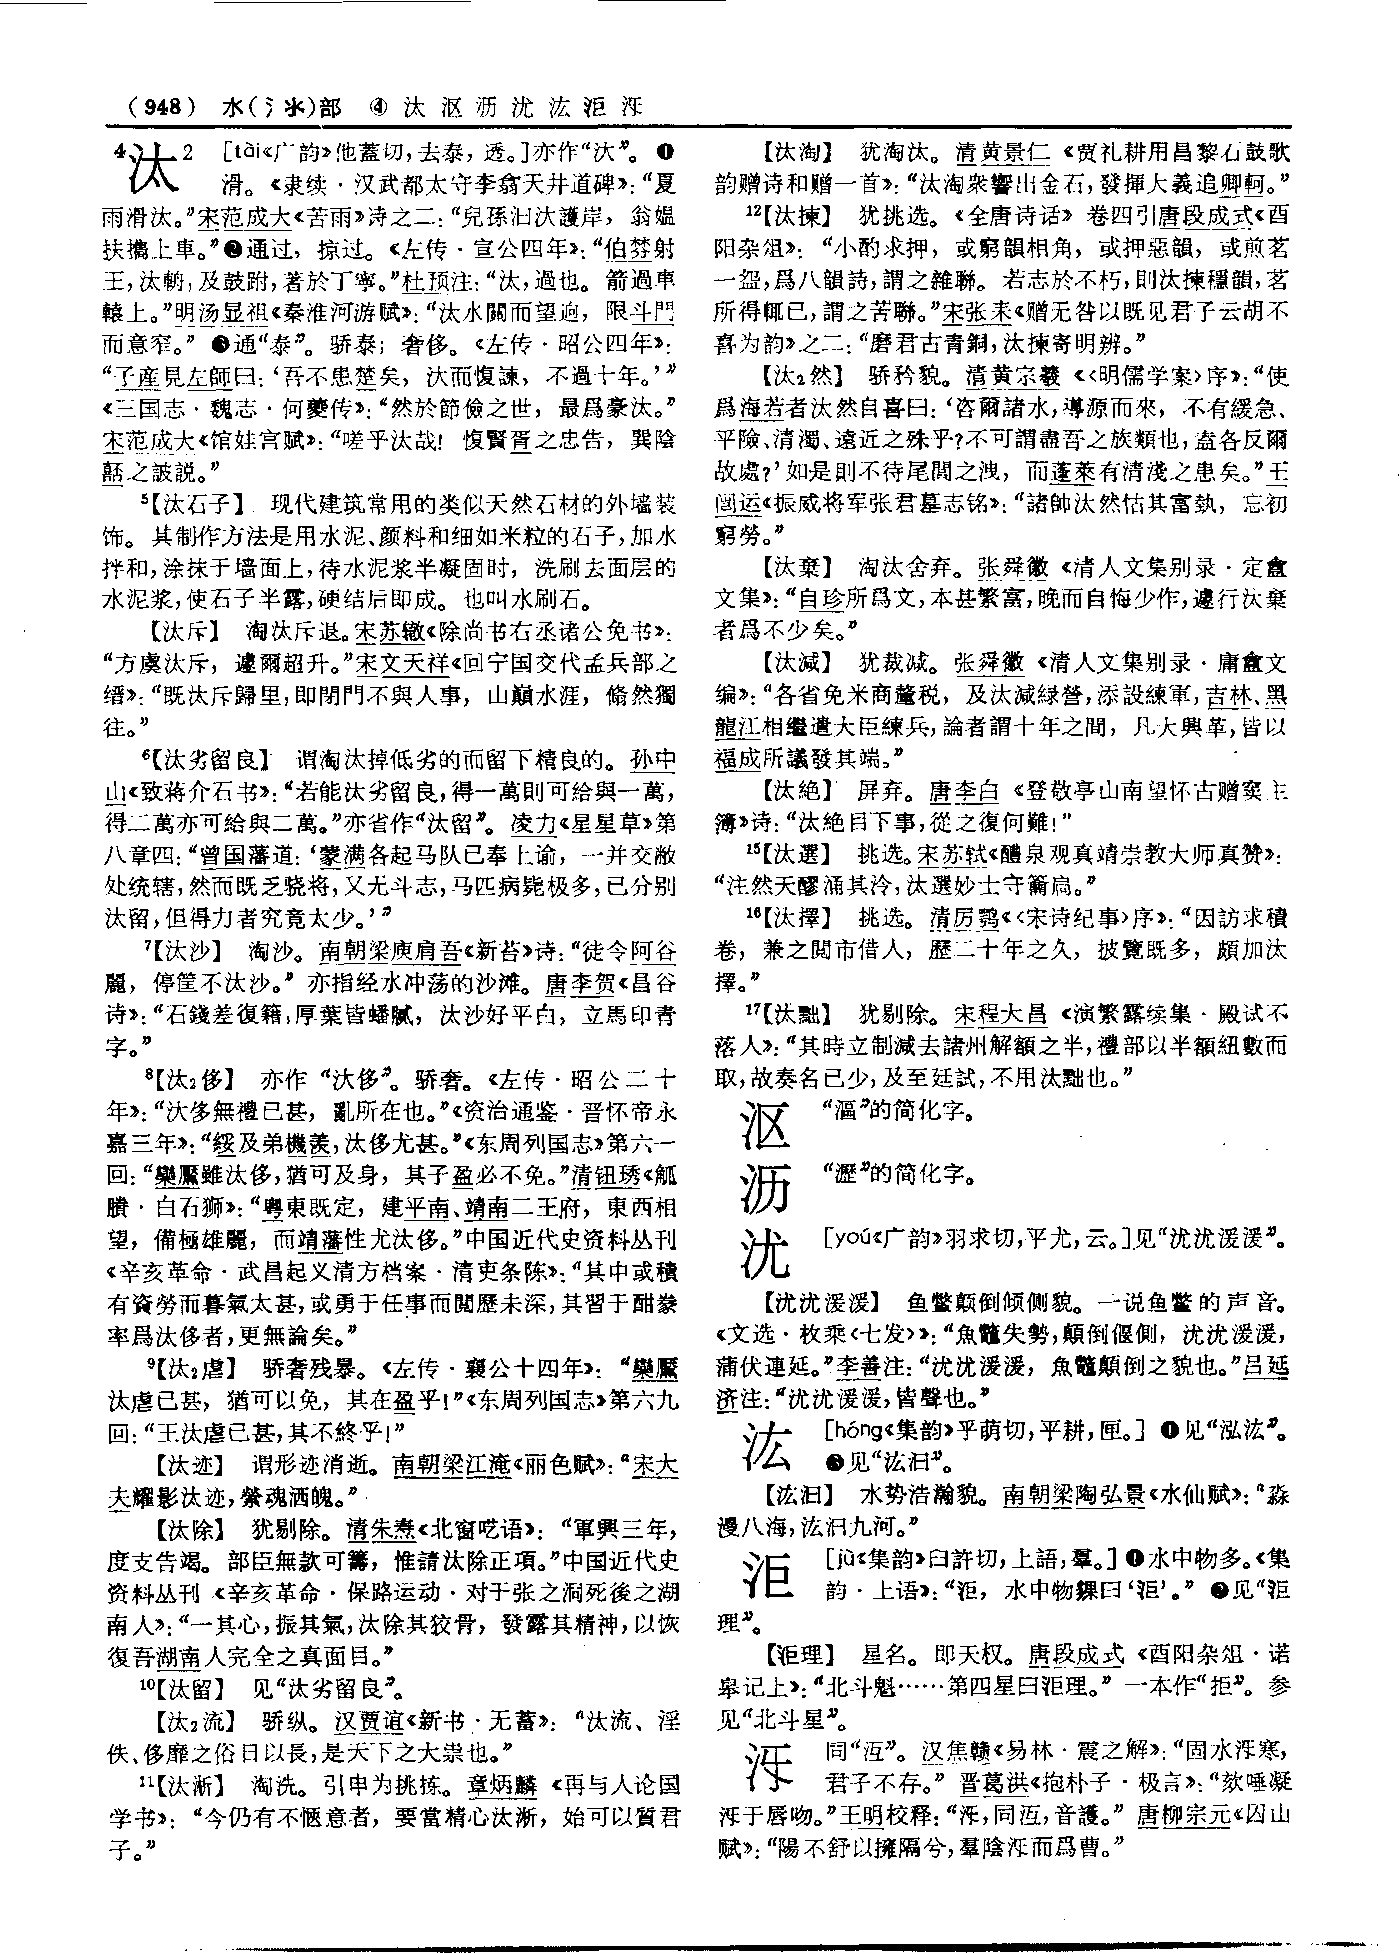 (948) 水(氵氺)部 ④ 汰 沤 沥 沋 汯 洰 泘
4汰2 [tài《广韵》他蓋切,去泰,透。]亦作“汏”。❶
滑。《隶续·汉武都太守李翕天井道碑》:“夏
雨滑汰。”宋范成大《苦雨》诗之二:“兒孫汩汏護岸，翁媪
扶攜上車。”❷通过，掠过。《左传·宣公四年》:“伯棼射
王,汰輈,及鼓跗,著於丁寧。”杜预注:“汰,過也。箭過車
轅上。”明汤显祖《秦淮河游赋》:“汰水關而望逈，限斗門
而意窄。”❸通“泰”。骄泰；奢侈。《左传·昭公四年》:
“子產見左師曰:‘吾不患楚矣，汏而愎諫，不過十年。’”
《三国志·魏志·何夔传》:“然於節儉之世，最爲豪汰。”
宋范成大《馆娃宫赋》:“嗟乎汰哉！愎賢胥之忠告，巽陰
嚭之詖説。”
5【汰石子】 现代建筑常用的类似天然石材的外墙装
饰。其制作方法是用水泥、颜料和细如米粒的石子,加水
拌和,涂抹于墙面上,待水泥浆半凝固时，洗刷去面层的
水泥浆,使石子半露,硬结后即成。也叫水刷石。
【汰斥】 淘汰斥退。宋苏辙《除尚书右丞诸公免书》:
“方虞汰斥，遽爾超升。”宋文天祥《回宁国交代孟兵部之
缙》:“既汰斥歸里,即閉門不與人事，山巔水涯，翛然獨
往。”
6【汰劣留良】 谓淘汰掉低劣的而留下精良的。孙中
山《致蒋介石书》:“若能汰劣留良,得一萬則可給與一萬，
得二萬亦可給與二萬。”亦省作“汰留”。凌力《星星草》第
八章四:“曾国藩道:‘蒙满各起马队已奉上谕，一并交敝
处统辖,然而既乏骁将,又无斗志,马匹病毙极多,已分别
汰留,但得力者究竟太少。’”
7【汰沙】 淘沙。南朝梁庾肩吾《新苔》诗:“徒令阿谷
麗，停筐不汰沙。”亦指经水冲荡的沙滩。唐李贺《昌谷
诗》:“石錢差復籍,厚葉皆蟠膩，汰沙好平白，立馬印青
字。”
8【汰2侈】 亦作“汏侈”。骄奢。《左传·昭公二十
年》:“汏侈無禮已甚，亂所在也。”《资治通鉴·晋怀帝永
嘉三年》:“綏及弟機羨,汰侈尤甚。”《东周列国志》第六一
回:“欒黶雖汰侈,猶可及身，其子盈必不免。”清钮琇《觚
賸·白石狮》:“粤東既定，建平南、靖南二王府，東西相
望，備極雄麗，而靖藩性尤汰侈。”中国近代史资料丛刊
《辛亥革命·武昌起义清方档案·清吏条陈》:“其中或積
有資勞而暮氣太甚,或勇于任事而閲歷未深,其習于酣豢
率爲汰侈者,更無論矣。”
9【汰2虐】 骄奢残暴。《左传·襄公十四年》:“欒黶
汰虐已甚，猶可以免，其在盈乎！”《东周列国志》第六九
回:“王汰虐已甚,其不終乎！”
【汰迹】 谓形迹消逝。南朝梁江淹《丽色赋》:“宋大
夫耀影汰迹,縈魂洒魄。”
【汰除】 犹剔除。清朱焘《北窗呓语》:“軍興三年，
度支告竭。部臣無款可籌，惟請汰除正項。”中国近代史
资料丛刊《辛亥革命·保路运动·对于张之洞死後之湖
南人》:“一其心,振其氣,汰除其狡骨，發露其精神,以恢
復吾湖南人完全之真面目。”
10【汰留】 见“汰劣留良”。
【汰2流】 骄纵。汉贾谊《新书·无蓄》:“汰流、淫
佚、侈靡之俗日以長,是天下之大祟也。”
11【汰淅】 淘洗。引申为挑拣。章炳麟《再与人论国
学书》:“今仍有不愜意者，要當精心汰淅，始可以質君
子。”
【汰淘】 犹淘汰。清黄景仁《贾礼耕用昌黎石鼓歌
韵赠诗和赠一首》:“汰淘衆響出金石,發揮大義追卿軻。”
12【汰揀】 犹挑选。《全唐诗话》卷四引唐段成式《酉
阳杂俎》:“小酌求押，或窮韻相角，或押惡韻，或煎茗
一盌,爲八韻詩,謂之雜聯。若志於不朽,則汰揀穩韻,茗
所得輒已,謂之苦聯。”宋张耒《赠无咎以既见君子云胡不
喜为韵》之二:“磨君古青銅,汰揀寄明辨。”
【汰2然】 骄矜貌。清黄宗羲《〈明儒学案〉序》:“使
爲海若者汰然自喜曰:‘咨爾諸水,導源而來，不有緩急、
平險、清濁、遠近之殊乎?不可謂盡吾之族類也,盍各反爾
故處?’如是則不待尾閭之洩，而蓬萊有清淺之患矣。”王
闿运《振威将军张君墓志铭》:“諸帥汰然怙其富埶，忘初
窮勞。”
【汰棄】 淘汰舍弃。张舜徽《清人文集别录·定盦
文集》:“自珍所爲文,本甚繁富,晚而自悔少作,遽行汰棄
者爲不少矣。”
【汰減】 犹裁减。张舜徽《清人文集别录·庸盦文
编》:“各省免米商釐税，及汰減緑營,添設練軍,吉林、黑
龍江相繼遣大臣練兵,論者謂十年之間，凡大興革,皆以
福成所議發其端。”
【汰絶】 屏弃。唐李白《登敬亭山南望怀古赠窦主
簿》诗:“汰絶目下事,從之復何難！”
15【汰選】 挑选。宋苏轼《醴泉观真靖崇教大师真赞》:
“注然天醪涌其泠,汰選妙士守籥扃。”
16【汰擇】 挑选。清厉鹗《〈宋诗纪事〉序》:“因訪求積
卷，兼之閲市借人，歷二十年之久，披覽既多，頗加汰
擇。”
17【汰黜】 犹剔除。宋程大昌《演繁露续集·殿试不
落人》:“其時立制減去諸州解額之半,禮部以半額紐數而
取,故奏名已少,及至廷試,不用汰黜也。”
沤 “漚”的简化字。
沥 “瀝”的简化字。
沋 [yóu《广韵》羽求切,平尤,云。]见“沋沋湲湲”。
【沋沋湲湲】 鱼鳖颠倒倾侧貌。一说鱼鳖的声音。
《文选·枚乘〈七发〉》:“魚鼈失勢,顛倒偃側，沋沋湲湲，
蒲伏連延。”李善注:“沋沋湲湲，魚鼈顛倒之貌也。”吕延
济注:“沋沋湲湲,皆聲也。”
汯 [hóng《集韵》乎萌切,平耕,匣。] ❶见“泓汯”。
❷见“汯汩”。
【汯汩】 水势浩瀚貌。南朝梁陶弘景《水仙赋》:“淼
漫八海,汯汩九河。”
洰 [jù《集韵》臼許切,上語,羣。]❶水中物多。《集
韵·上语》:“洰，水中物夥曰‘洰’。”❷见“洰
理”。
【洰理】 星名。即天权。唐段成式《酉阳杂俎·诺
皋记上》:“北斗魁……第四星曰洰理。”一本作“拒”。参
见“北斗星”。
泘 同“沍”。汉焦赣《易林·震之解》:“固水泘寒,
君子不存。”晋葛洪《抱朴子·极言》:“欬唾凝
泘于唇吻。”王明校释:“泘,同沍,音護。”唐柳宗元《囚山
赋》:“陽不舒以擁隔兮,羣陰泘而爲曹。”